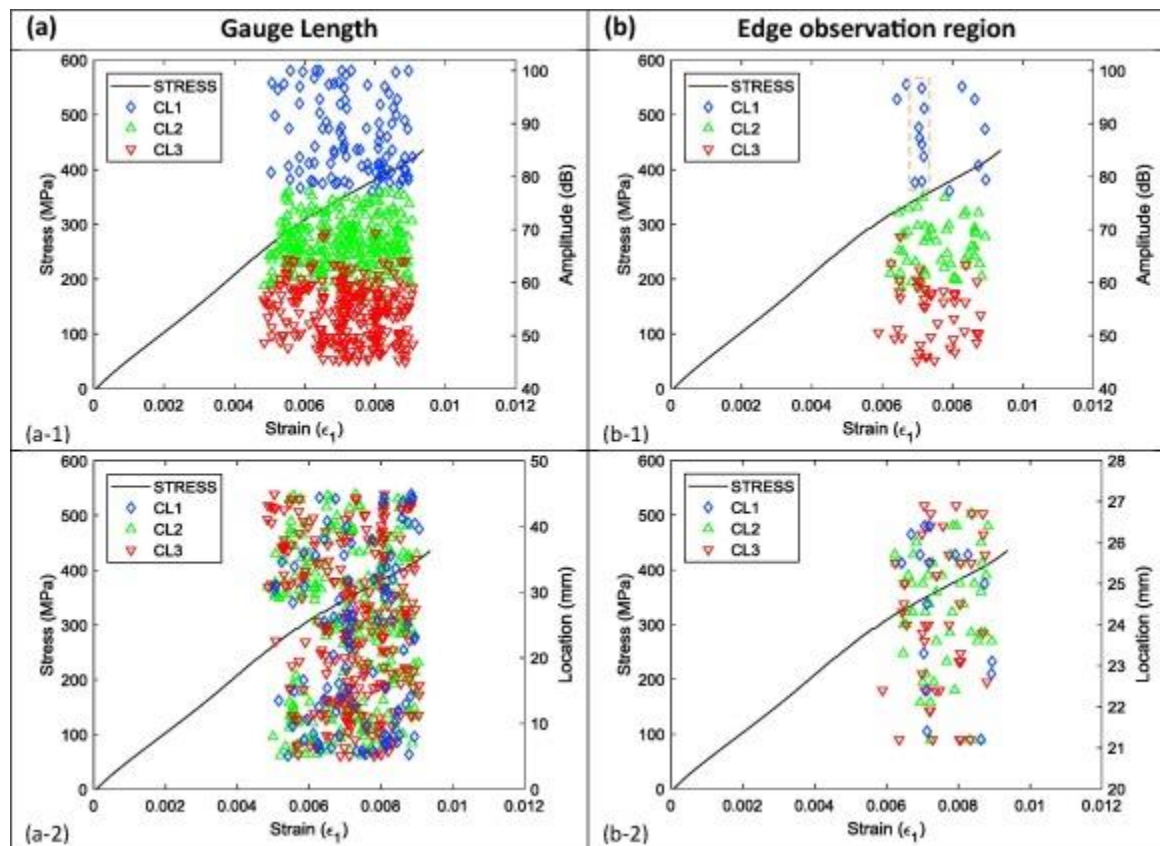 (a) Gauge Length
(b) Edge observation region
600
500
400
300
200
100
0
Stress (MPa)
STRESS
CL1
CL2
CL3
100
90
80
70
60
50
40
Amplitude (dB)
0 0.002 0.004 0.006 0.008 0.01 0.012
Strain (ϵ1)
(a-1)
600
500
400
300
200
100
0
Stress (MPa)
STRESS
CL1
CL2
CL3
100
90
80
70
60
50
40
Amplitude (dB)
0 0.002 0.004 0.006 0.008 0.01 0.012
Strain (ϵ1)
(b-1)
600
500
400
300
200
100
0
Stress (MPa)
STRESS
CL1
CL2
CL3
50
40
30
20
10
0
Location (mm)
0 0.002 0.004 0.006 0.008 0.01 0.012
Strain (ϵ1)
(a-2)
600
500
400
300
200
100
0
Stress (MPa)
STRESS
CL1
CL2
CL3
28
27
26
25
24
23
22
21
20
Location (mm)
0 0.002 0.004 0.006 0.008 0.01 0.012
Strain (ϵ1)
(b-2)